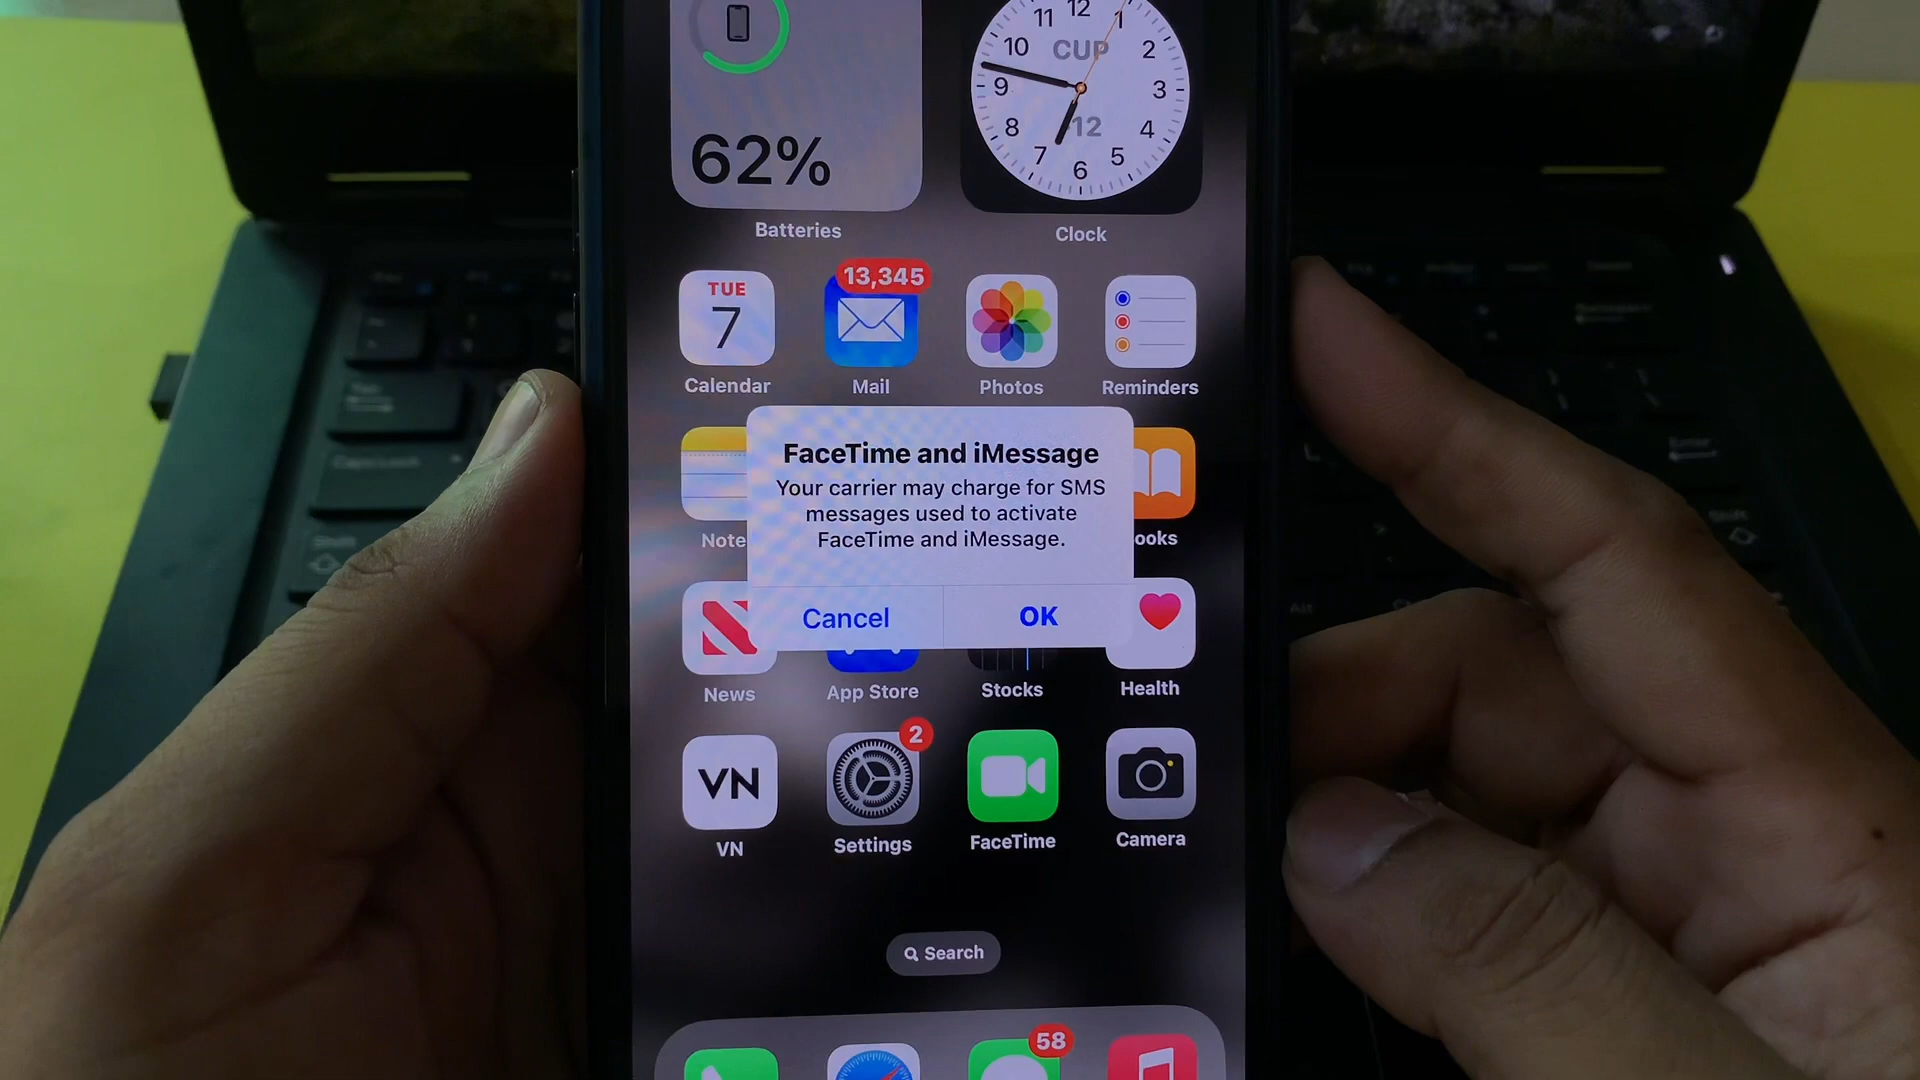 62%
Batteries
11 12 1
10 CUP 2
9 3
8 12 4
7 6 5
Clock
TUE
7
Calendar
13,345
Mail
Photos
Reminders
FaceTime and iMessage
Your carrier may charge for SMS
messages used to activate
FaceTime and iMessage.
Cancel OK
Note
ooks
News
App Store
Stocks
Health
VN
VN
2
Settings
FaceTime
Camera
Search
58